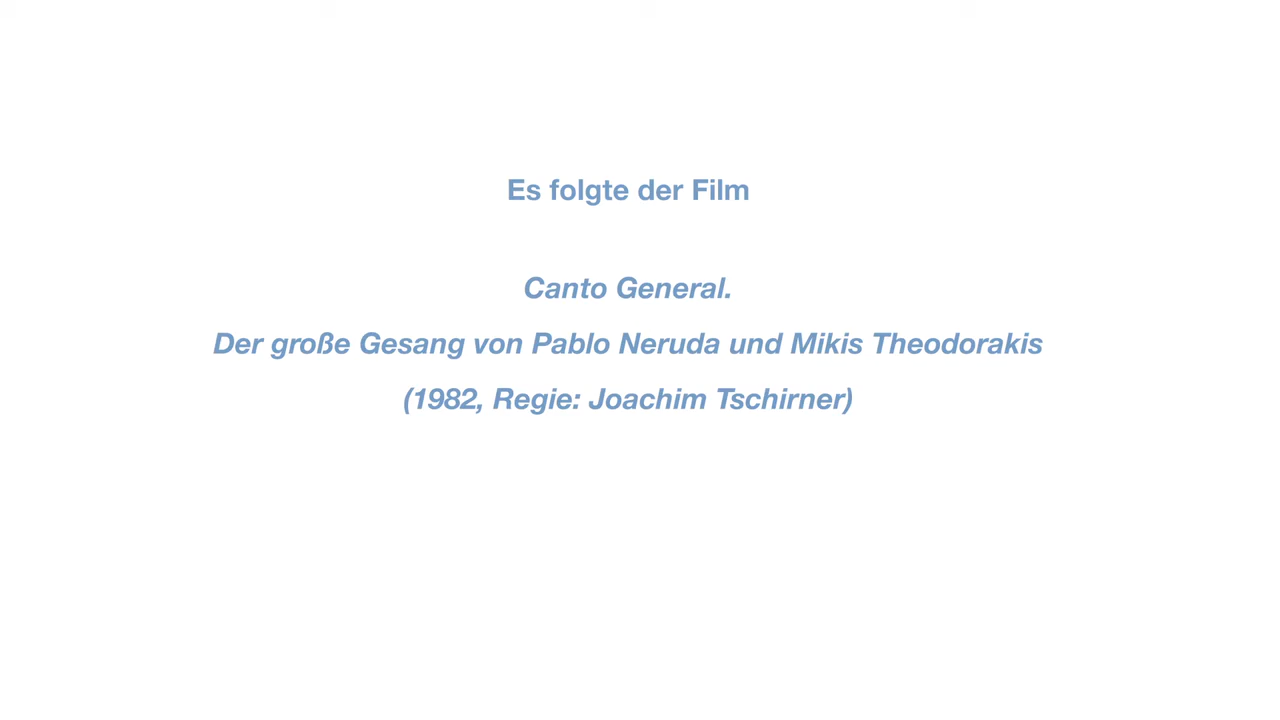 Es folgte der Film
Canto General.
Der große Gesang von Pablo Neruda und Mikis Theodorakis
(1982, Regie: Joachim Tschirner)